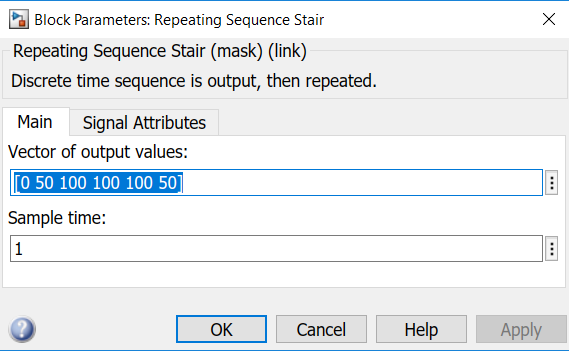 Block Parameters: Repeating Sequence Stair
Repeating Sequence Stair (mask) (link)
Discrete time sequence is output, then repeated.
Main Signal Attributes
Vector of output values:
[0 50 100 100 100 50]
Sample time:
1
OK Cancel Help Apply